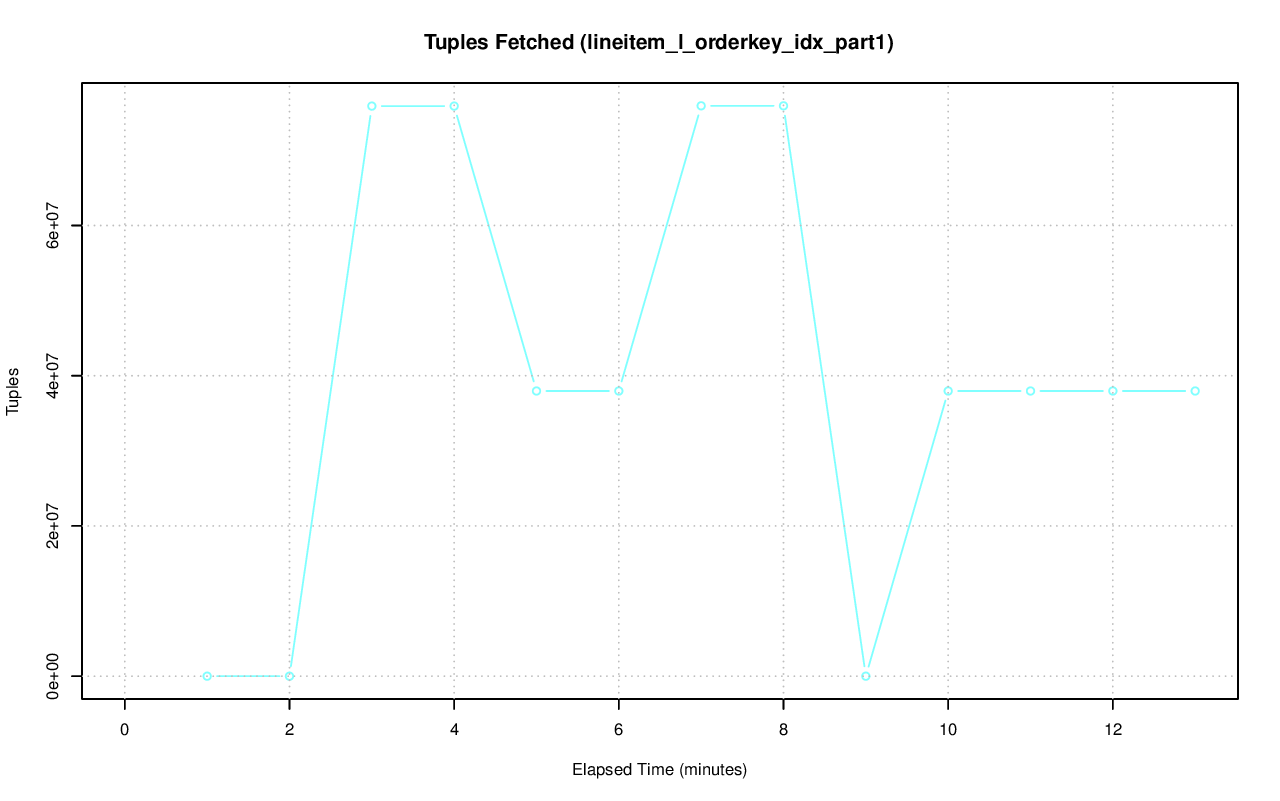 Tuples Fetched (lineitem_l_orderkey_idx_part1)
6e+07
4e+07
2e+07
0e+00
Tuples
0 2 4 6 8 10 12
Elapsed Time (minutes)